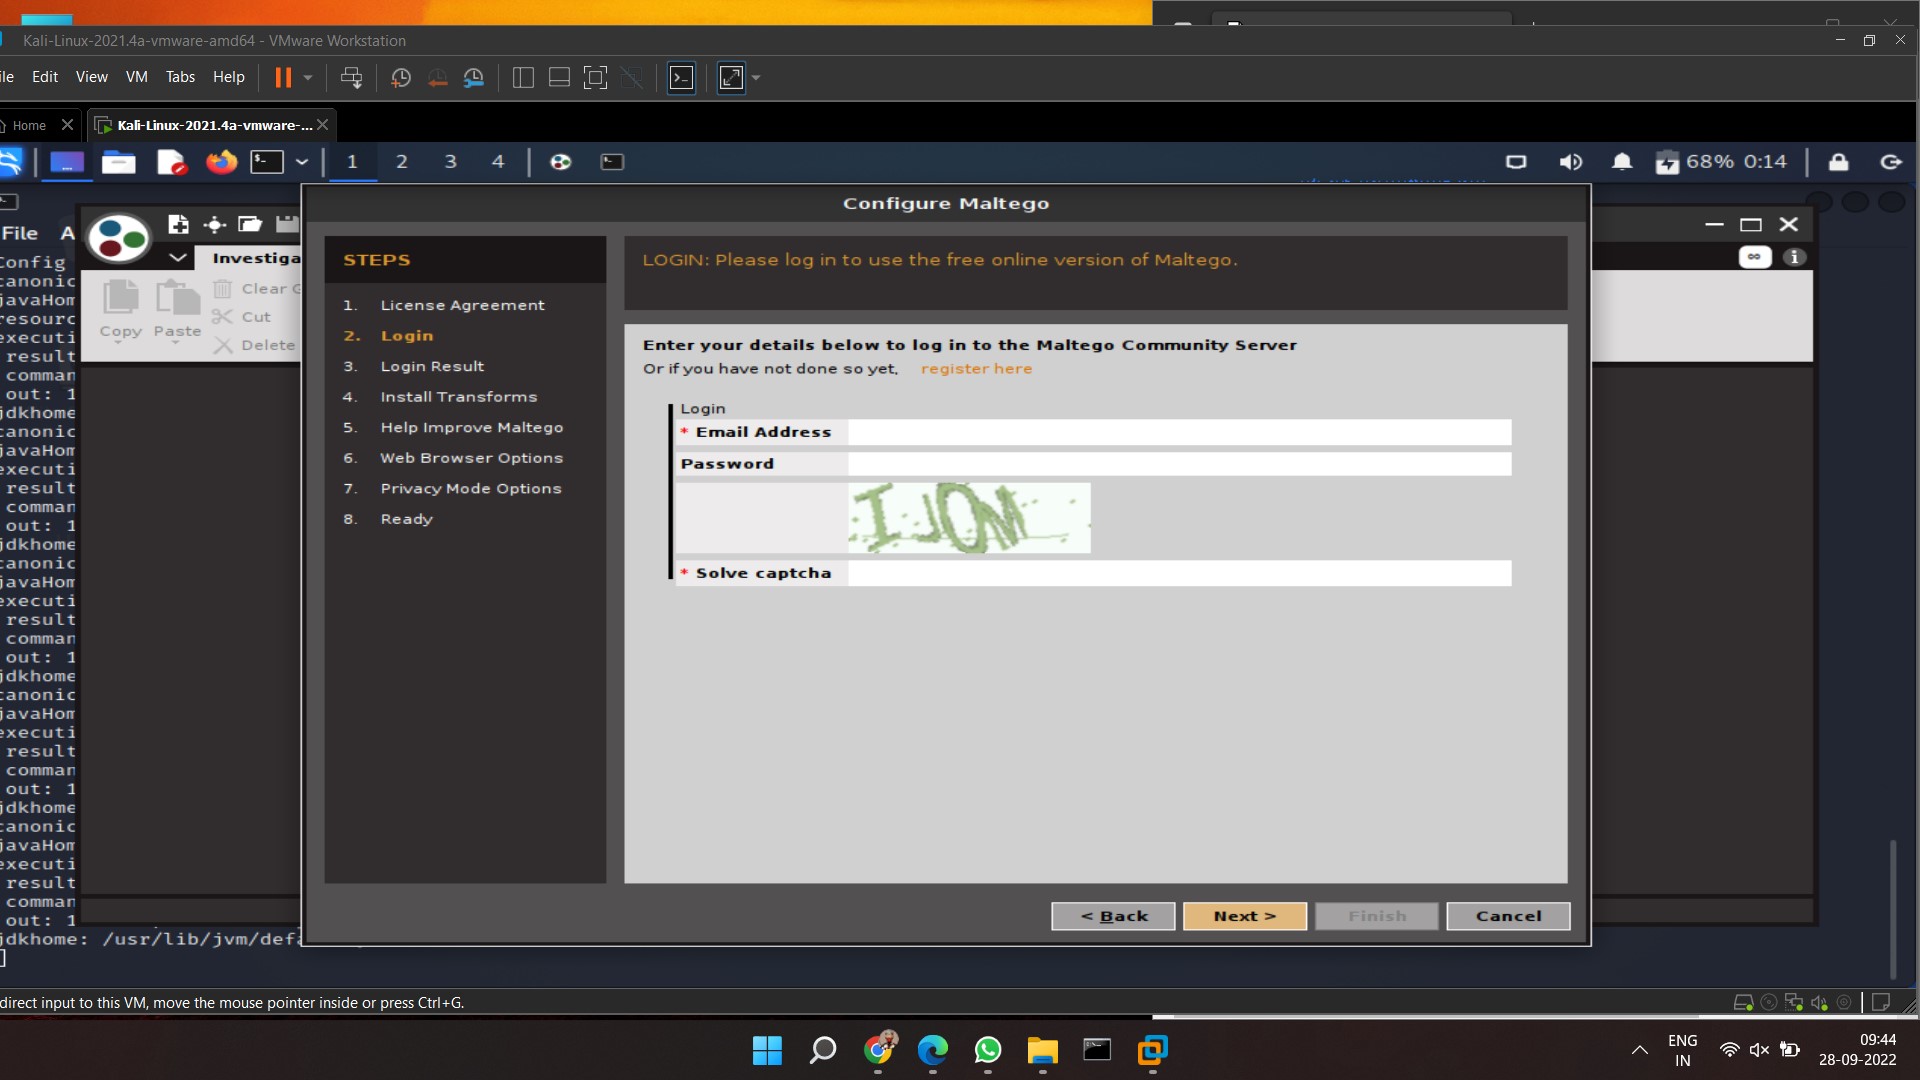 Kali-Linux-2021.4a-vmware-amd64 - VMware Workstation
ile Edit View VM Tabs Help
Home
Kali-Linux-2021.4a-vmware-...
1 2 3 4
68% 0:14
Configure Maltego
File A
Investiga
Clear
Copy Paste
Cut
Delete
STEPS
1. License Agreement
2. Login
3. Login Result
4. Install Transforms
5. Help Improve Maltego
6. Web Browser Options
7. Privacy Mode Options
8. Ready
LOGIN: Please log in to use the free online version of Maltego.
Enter your details below to log in to the Maltego Community Server
Or if you have not done so yet, register here
Login
* Email Address
Password
* Solve captcha
< Back
Next >
Finish
Cancel
Config
canonic
javaHom
resourc
executi
result
comman
out: 1
jdkhome
canonic
javaHom
executi
result
comman
out: 1
jdkhome
canonic
javaHom
executi
result
comman
out: 1
jdkhome
canonic
javaHom
executi
result
comman
out: 1
jdkhome
canonic
javaHom
executi
result
comman
out: 1
jdkhome: /usr/lib/jvm/defa
direct input to this VM, move the mouse pointer inside or press Ctrl+G.
ENG
IN
09:44
28-09-2022